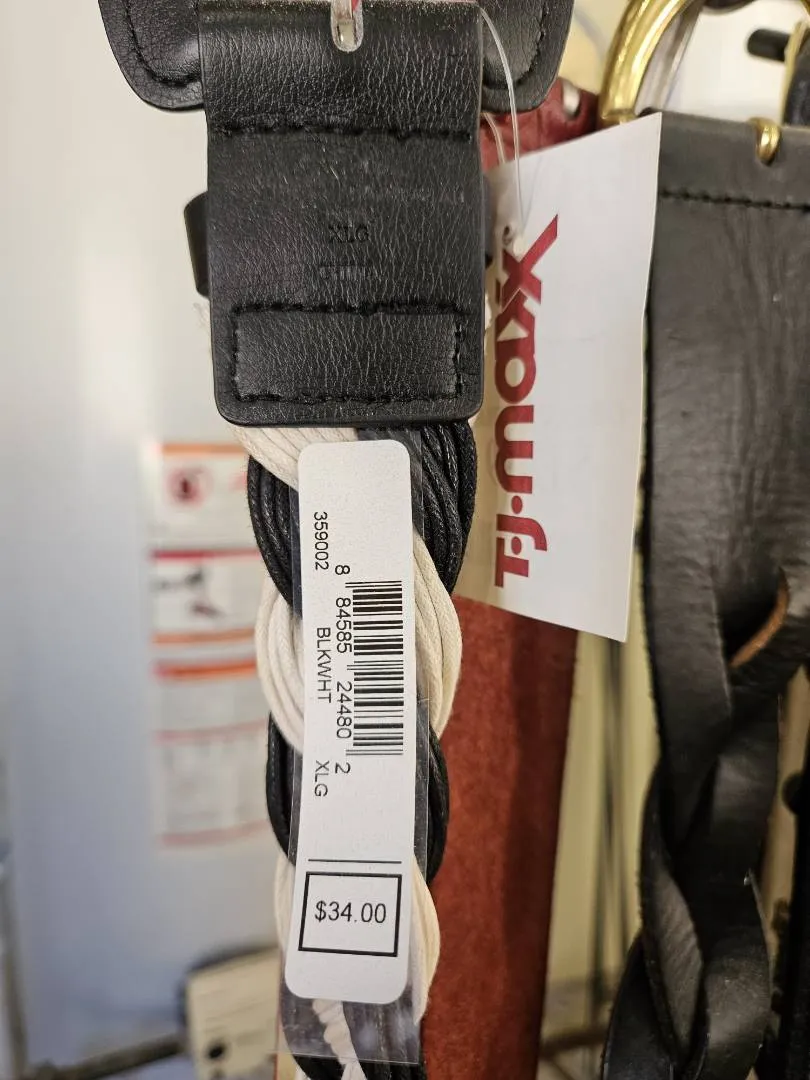 XLG
T·J·maxx
359002
8 84585 24480 2
BLKWHT XLG
$34.00